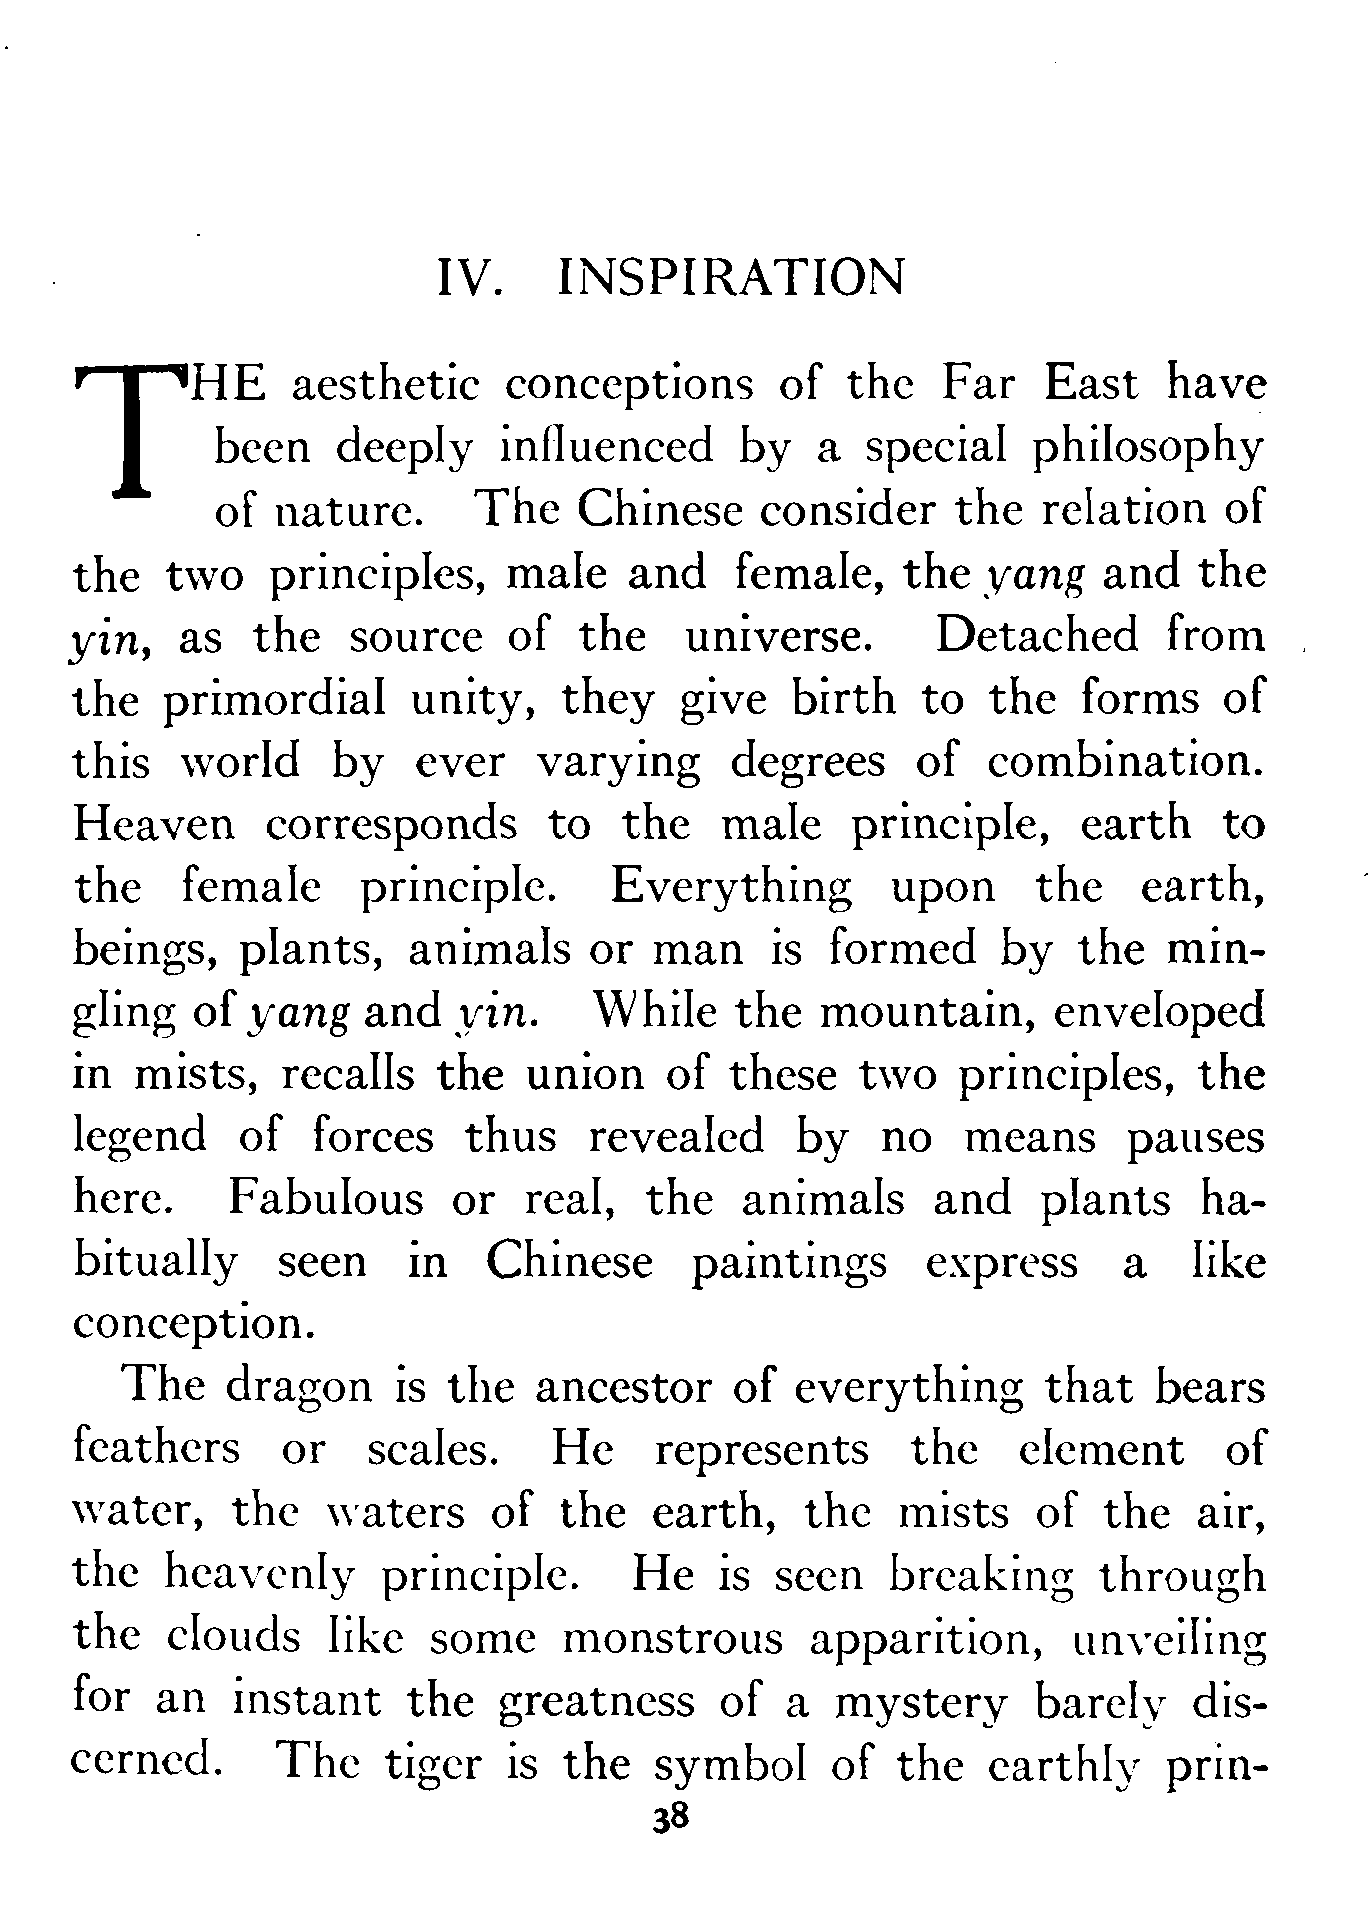 IV. INSPIRATION
THE aesthetic conceptions of the Far East have
been deeply influenced by a special philosophy
of nature. The Chinese consider the relation of
the two principles, male and female, the yang and the
yin, as the source of the universe. Detached from
the primordial unity, they give birth to the forms of
this world by ever varying degrees of combination.
Heaven corresponds to the male principle, earth to
the female principle. Everything upon the earth,
beings, plants, animals or man is formed by the min-
gling of yang and yin. While the mountain, enveloped
in mists, recalls the union of these two principles, the
legend of forces thus revealed by no means pauses
here. Fabulous or real, the animals and plants ha-
bitually seen in Chinese paintings express a like
conception.
The dragon is the ancestor of everything that bears
feathers or scales. He represents the element of
water, the waters of the earth, the mists of the air,
the heavenly principle. He is seen breaking through
the clouds like some monstrous apparition, unveiling
for an instant the greatness of a mystery barely dis-
cerned. The tiger is the symbol of the earthly prin-
38